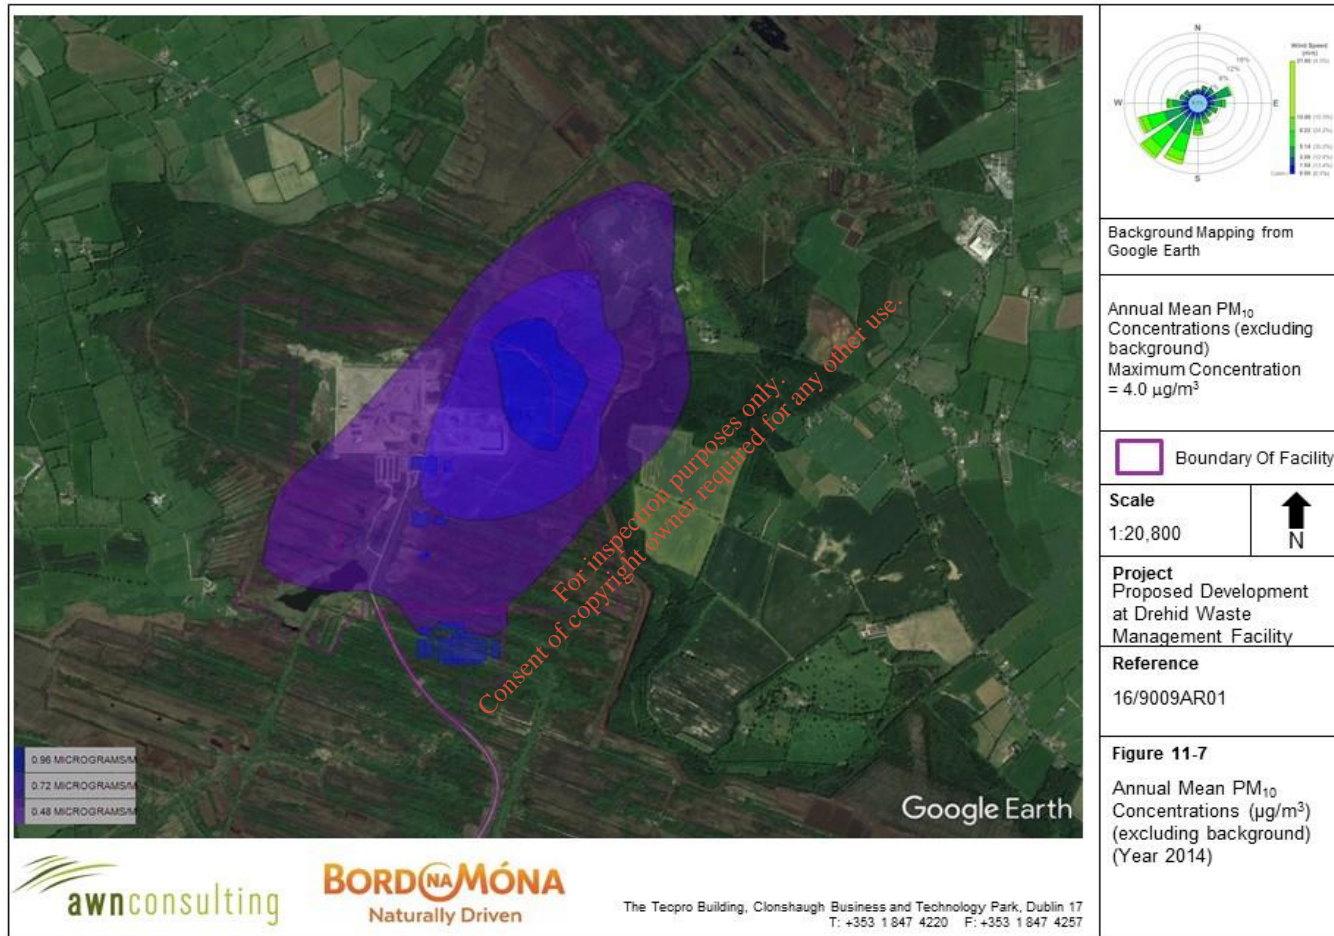 N
W
E
S
8%
12%
16%
Wind Speed
(m/s)
Background Mapping from
Google Earth
Annual Mean PM₁₀
Concentrations (excluding
background)
Maximum Concentration
= 4.0 µg/m³
Boundary Of Facility
Scale
1:20,800
N
Project
Proposed Development
at Drehid Waste
Management Facility
Reference
16/9009AR01
Figure 11-7
Annual Mean PM₁₀
Concentrations (µg/m³)
(excluding background)
(Year 2014)
For inspection purposes only.
Consent of copyright owner required for any other use.
0.96 MICROGRAMS/M
0.72 MICROGRAMS/M
0.48 MICROGRAMS/M
Google Earth
awnconsulting
BORD NA MÓNA
Naturally Driven
The Tecpro Building, Clonshaugh Business and Technology Park, Dublin 17
T: +353 1 847 4220 F: +353 1 847 4257